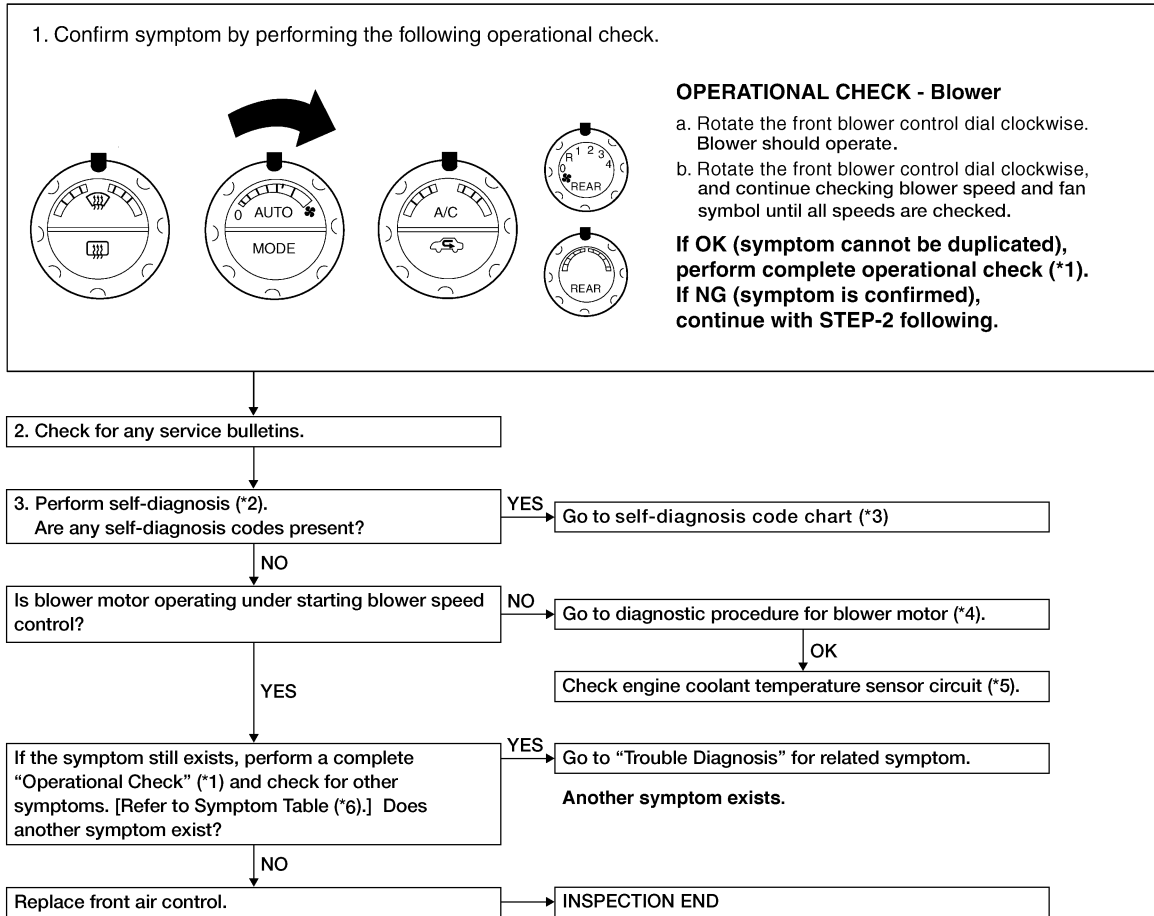 1. Confirm symptom by performing the following operational check.
0
AUTO
MODE
A/C
0 R 1 2 3 4
REAR
REAR
OPERATIONAL CHECK - Blower
a. Rotate the front blower control dial clockwise.
Blower should operate.
b. Rotate the front blower control dial clockwise,
and continue checking blower speed and fan
symbol until all speeds are checked.
If OK (symptom cannot be duplicated),
perform complete operational check (*1).
If NG (symptom is confirmed),
continue with STEP-2 following.
2. Check for any service bulletins.
3. Perform self-diagnosis (*2).
Are any self-diagnosis codes present?
YES
Go to self-diagnosis code chart (*3)
NO
Is blower motor operating under starting blower speed
control?
NO
Go to diagnostic procedure for blower motor (*4).
OK
Check engine coolant temperature sensor circuit (*5).
YES
If the symptom still exists, perform a complete
“Operational Check” (*1) and check for other
symptoms. [Refer to Symptom Table (*6).] Does
another symptom exist?
YES
Go to “Trouble Diagnosis” for related symptom.
Another symptom exists.
NO
Replace front air control.
INSPECTION END